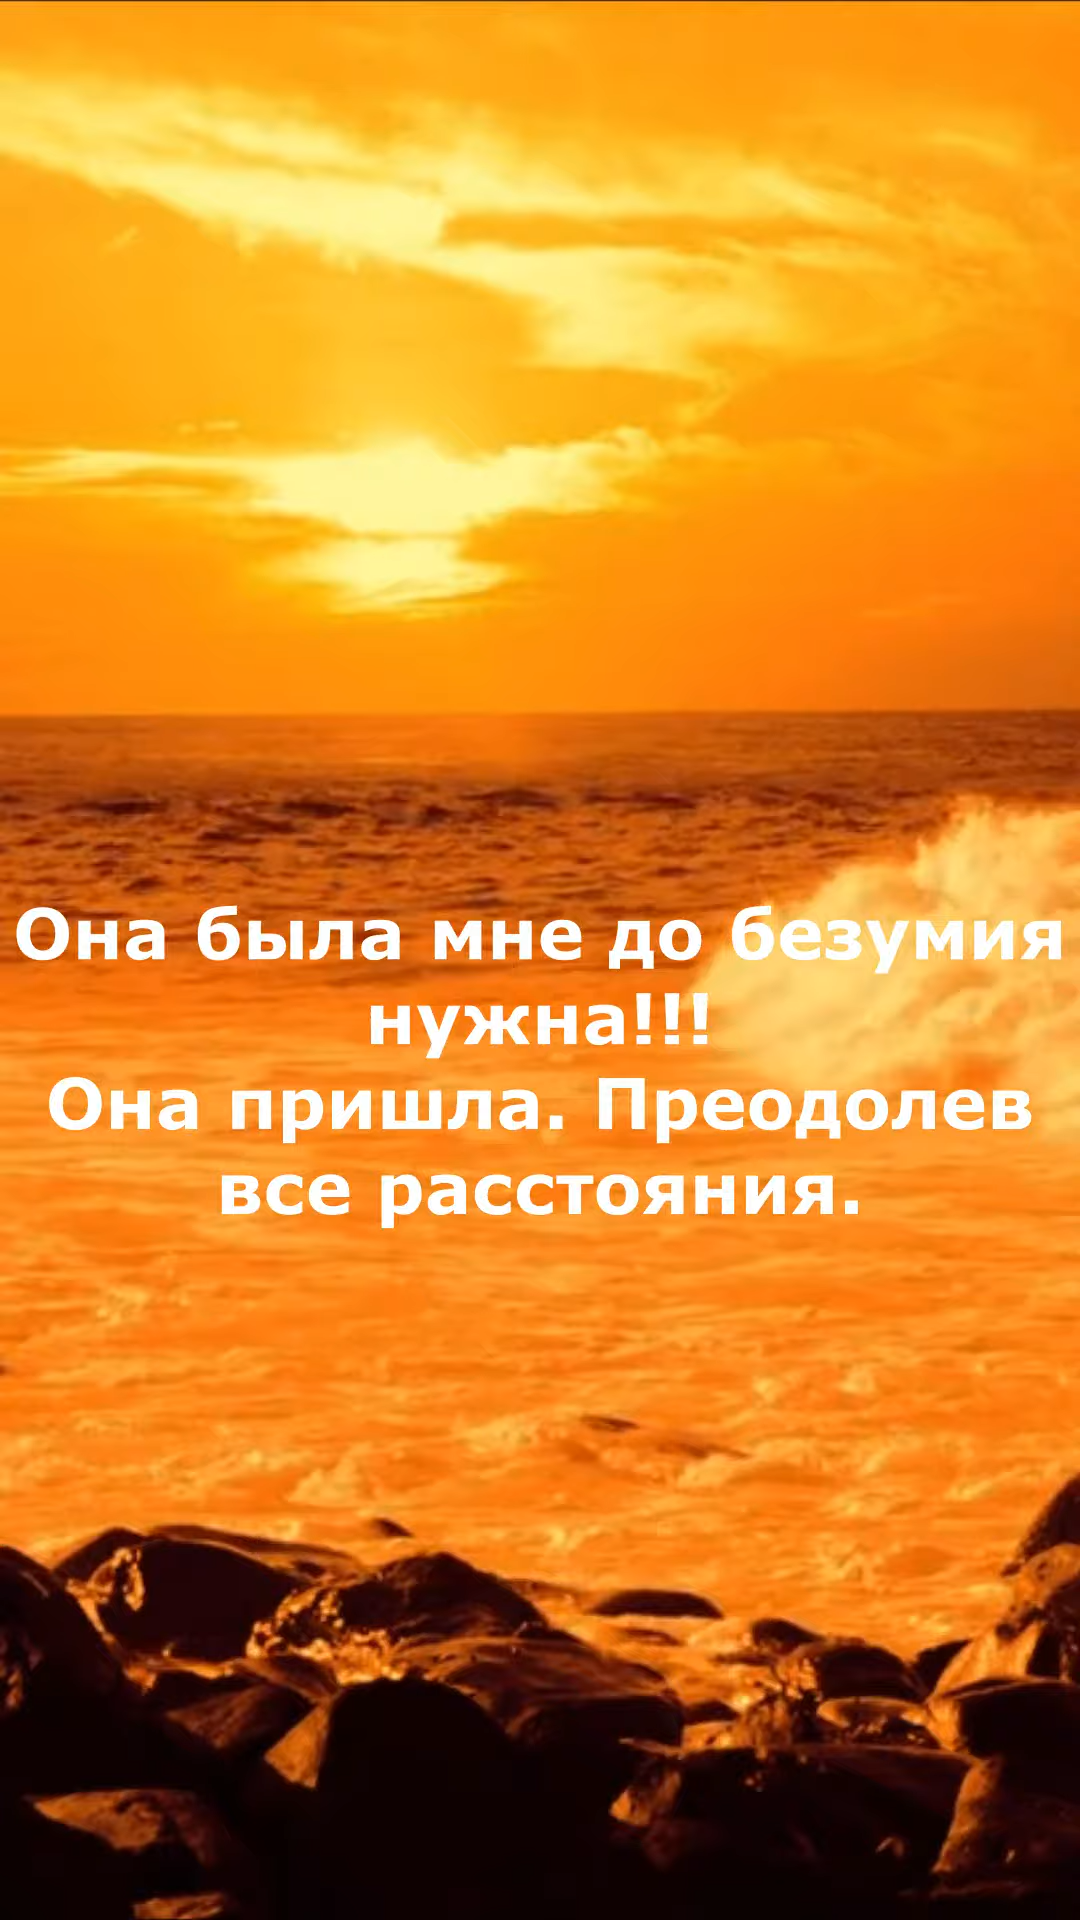 Она была мне до безумия
нужна!!!
Она пришла. Преодолев
все расстояния.